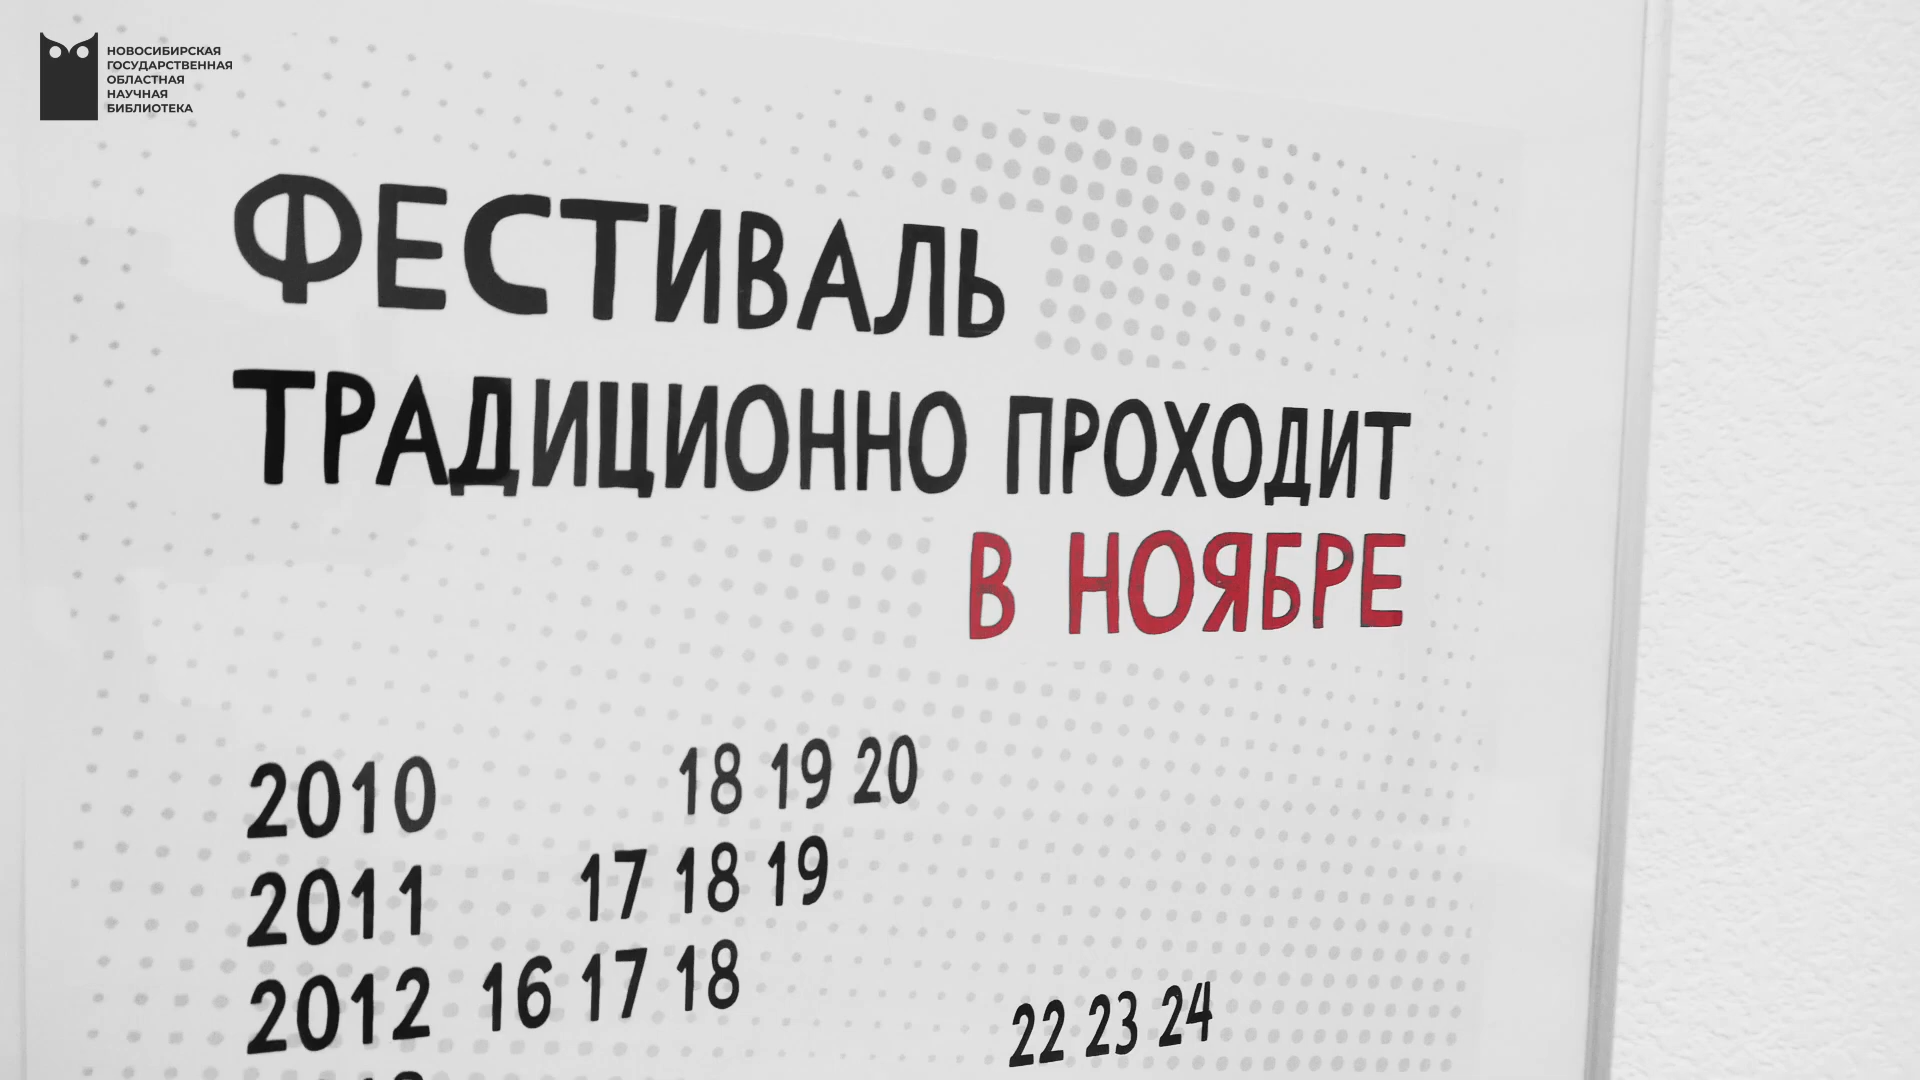 НОВОСИБИРСКАЯ
ГОСУДАРСТВЕННАЯ
ОБЛАСТНАЯ
НАУЧНАЯ
БИБЛИОТЕКА
ФЕСТИВАЛЬ
ТРАДИЦИОННО ПРОХОДИТ
В НОЯБРЕ
2010 18 19 20
2011 17 18 19
2012 16 17 18
22 23 24